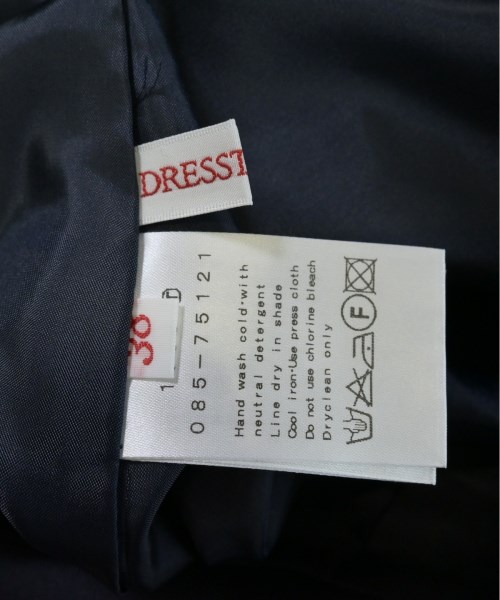 DRESST
38
1
085-75121
Hand wash cold·with
neutral detergent
Line dry in shade
Cool iron·Use press cloth
Do not use chlorine bleach
Dryclean only
F